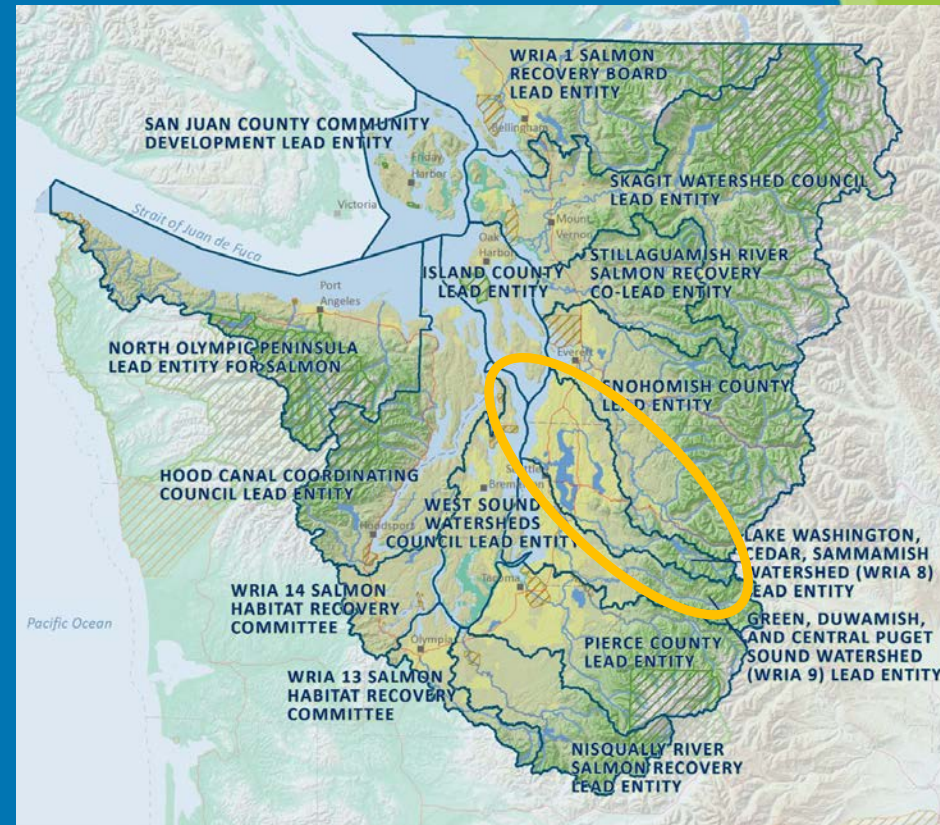 WRIA 1 SALMON
RECOVERY BOARD
LEAD ENTITY
Bellingham
SAN JUAN COUNTY COMMUNITY
DEVELOPMENT LEAD ENTITY
Friday
Harbor
SKAGIT WATERSHED COUNCIL
LEAD ENTITY
Victoria
Strait of Juan de Fuca
Mount
Vernon
Oak
Harbor
STILLAGUAMISH RIVER
SALMON RECOVERY
CO-LEAD ENTITY
ISLAND COUNTY
LEAD ENTITY
Port
Angeles
NORTH OLYMPIC PENINSULA
LEAD ENTITY FOR SALMON
Everett
SNOHOMISH COUNTY
LEAD ENTITY
HOOD CANAL COORDINATING
COUNCIL LEAD ENTITY
Seattle
Bremerton
WEST SOUND
WATERSHEDS
COUNCIL LEAD ENTITY
Hoodsport
LAKE WASHINGTON,
CEDAR, SAMMAMISH
WATERSHED (WRIA 8)
LEAD ENTITY
Tacoma
WRIA 14 SALMON
HABITAT RECOVERY
COMMITTEE
GREEN, DUWAMISH,
AND CENTRAL PUGET
SOUND WATERSHED
(WRIA 9) LEAD ENTITY
Pacific Ocean
Olympia
PIERCE COUNTY
LEAD ENTITY
WRIA 13 SALMON
HABITAT RECOVERY
COMMITTEE
NISQUALLY RIVER
SALMON RECOVERY
LEAD ENTITY